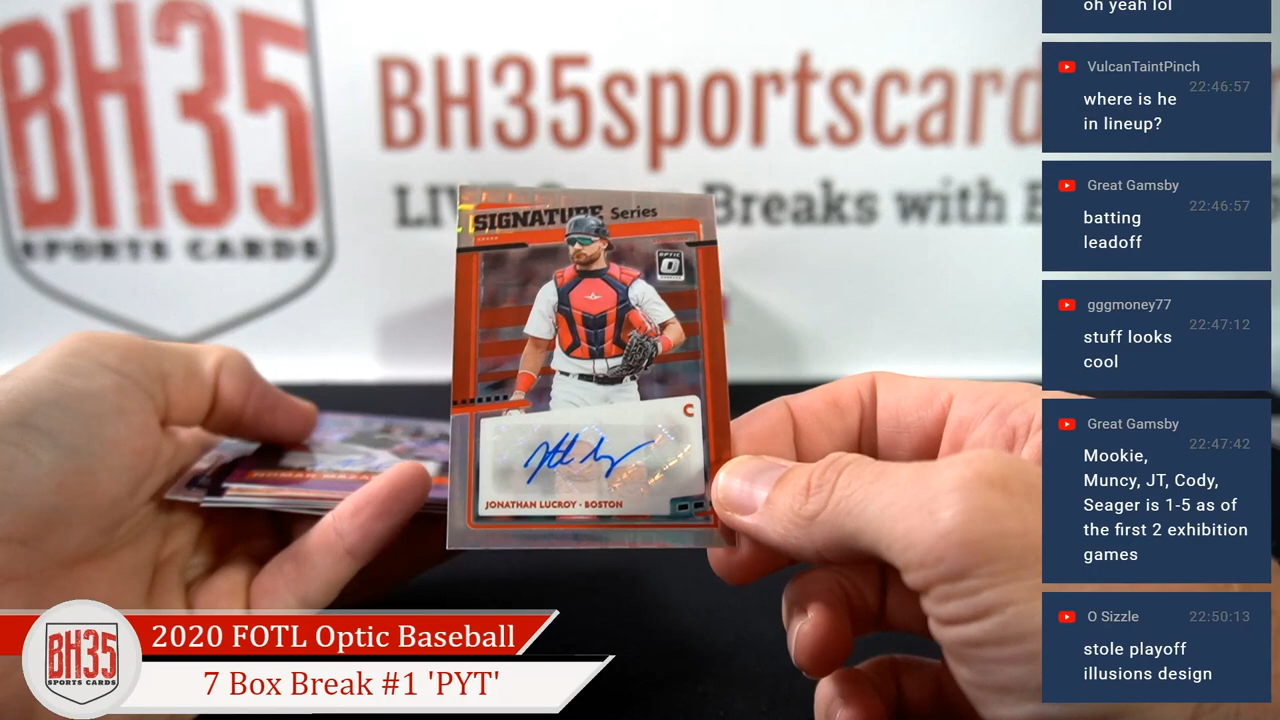 BH35
SPORTS CARDS
BH35sportscard
Breaks with
SIGNATURE Series
OPTIC
C
JONATHAN LUCROY · BOSTON
BH35
SPORTS CARDS
2020 FOTL Optic Baseball
7 Box Break #1 'PYT'
oh yeah lol
VulcanTaintPinch
22:46:57
where is he
in lineup?
Great Gamsby
22:46:57
batting
leadoff
gggmoney77
22:47:12
stuff looks
cool
Great Gamsby
22:47:42
Mookie,
Muncy, JT, Cody,
Seager is 1-5 as of
the first 2 exhibition
games
O Sizzle
22:50:13
stole playoff
illusions design